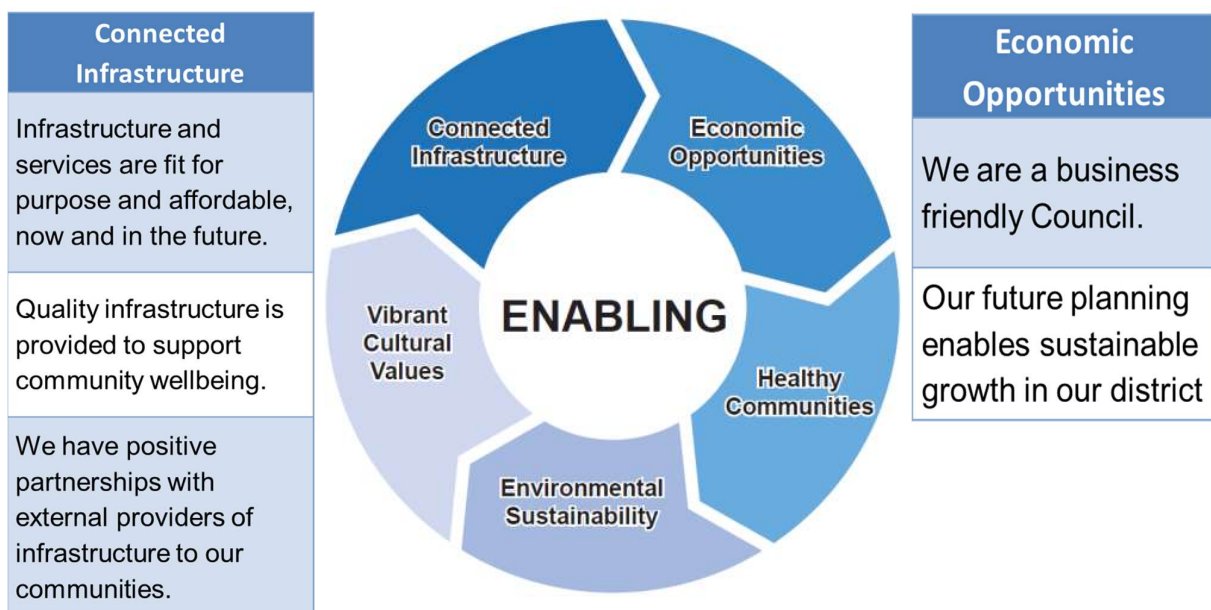 Connected
Infrastructure
Infrastructure and
services are fit for
purpose and affordable,
now and in the future.
Quality infrastructure is
provided to support
community wellbeing.
We have positive
partnerships with
external providers of
infrastructure to our
communities.
Connected
Infrastructure
Economic
Opportunities
Healthy
Communities
Environmental
Sustainability
Vibrant
Cultural
Values
ENABLING
Economic
Opportunities
We are a business
friendly Council.
Our future planning
enables sustainable
growth in our district